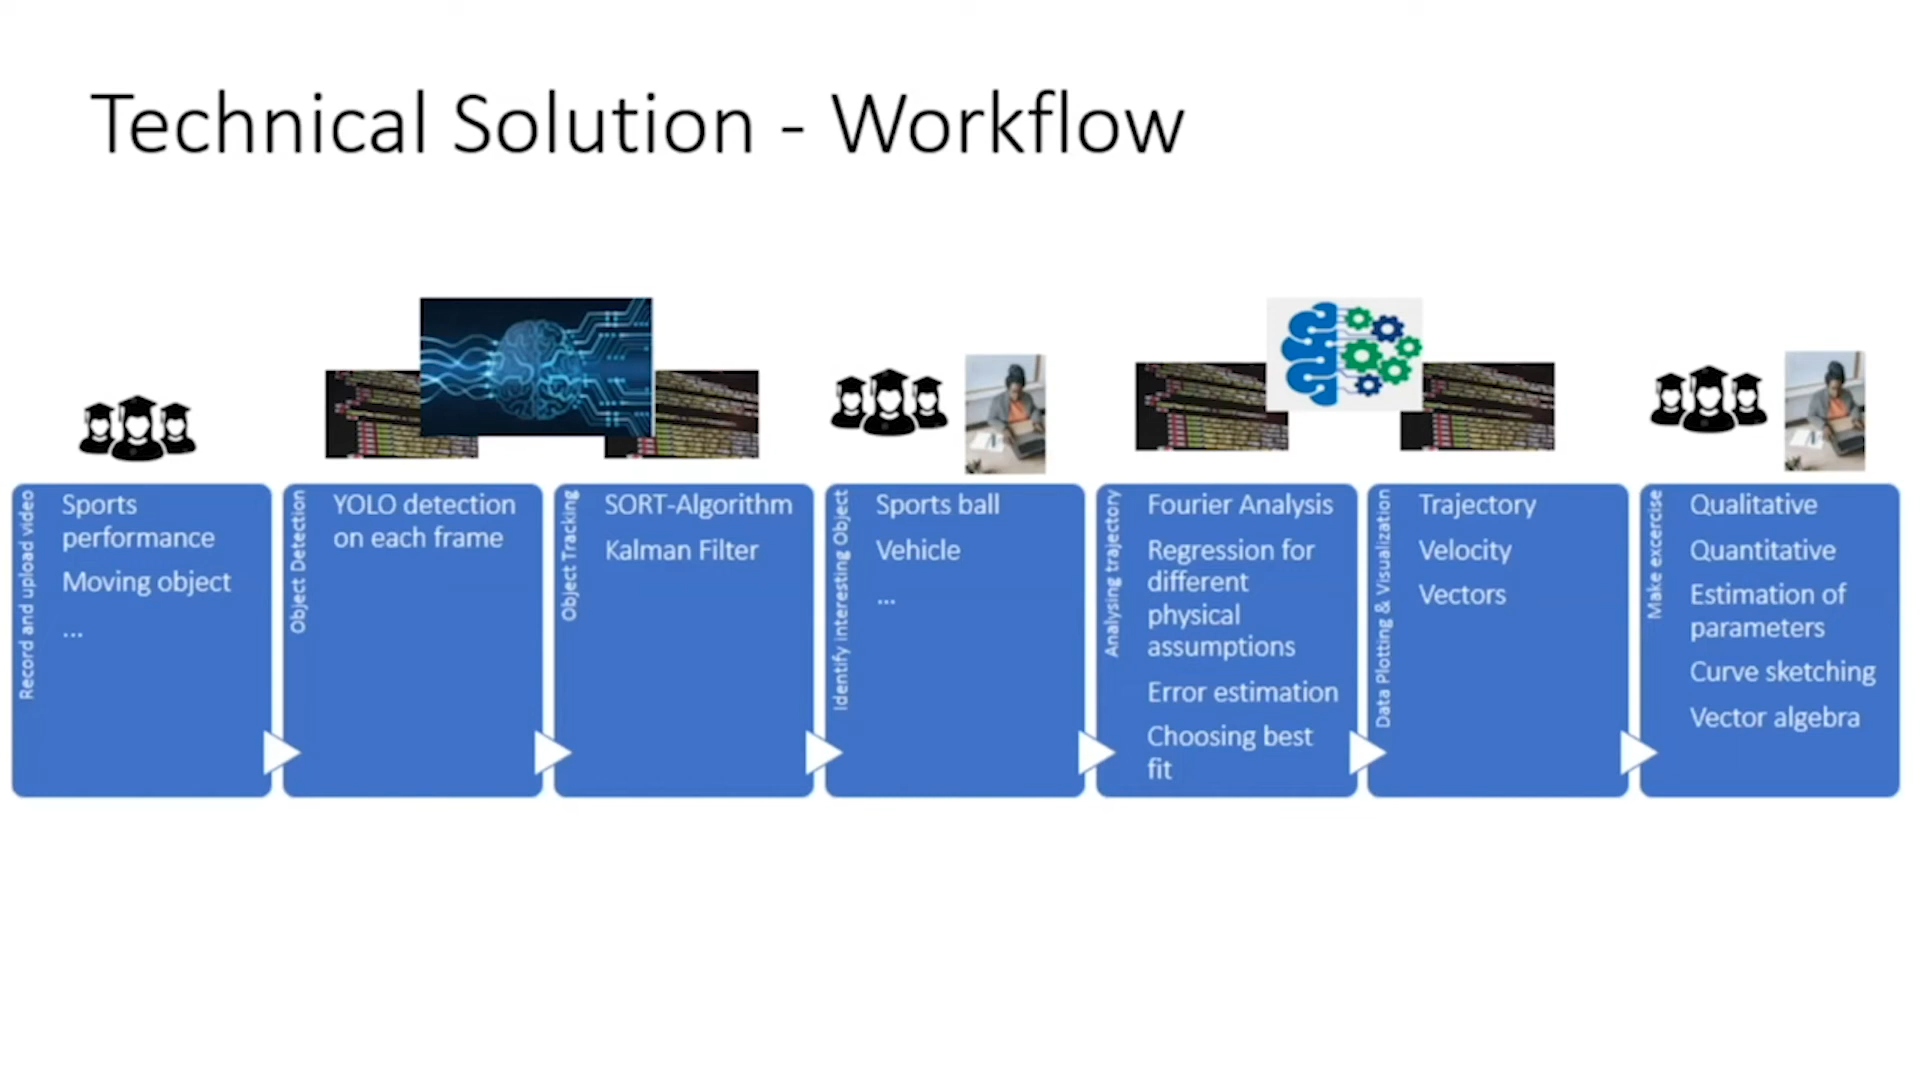 Technical Solution - Workflow
Record and upload video
Sports
performance
Moving object
...
Object Detection
YOLO detection
on each frame
Object Tracking
SORT-Algorithm
Kalman Filter
Identify interesting Object
Sports ball
Vehicle
...
Analysing trajectory
Fourier Analysis
Regression for
different
physical
assumptions
Error estimation
Choosing best
fit
Data Plotting & Visualization
Trajectory
Velocity
Vectors
Make excercise
Qualitative
Quantitative
Estimation of
parameters
Curve sketching
Vector algebra